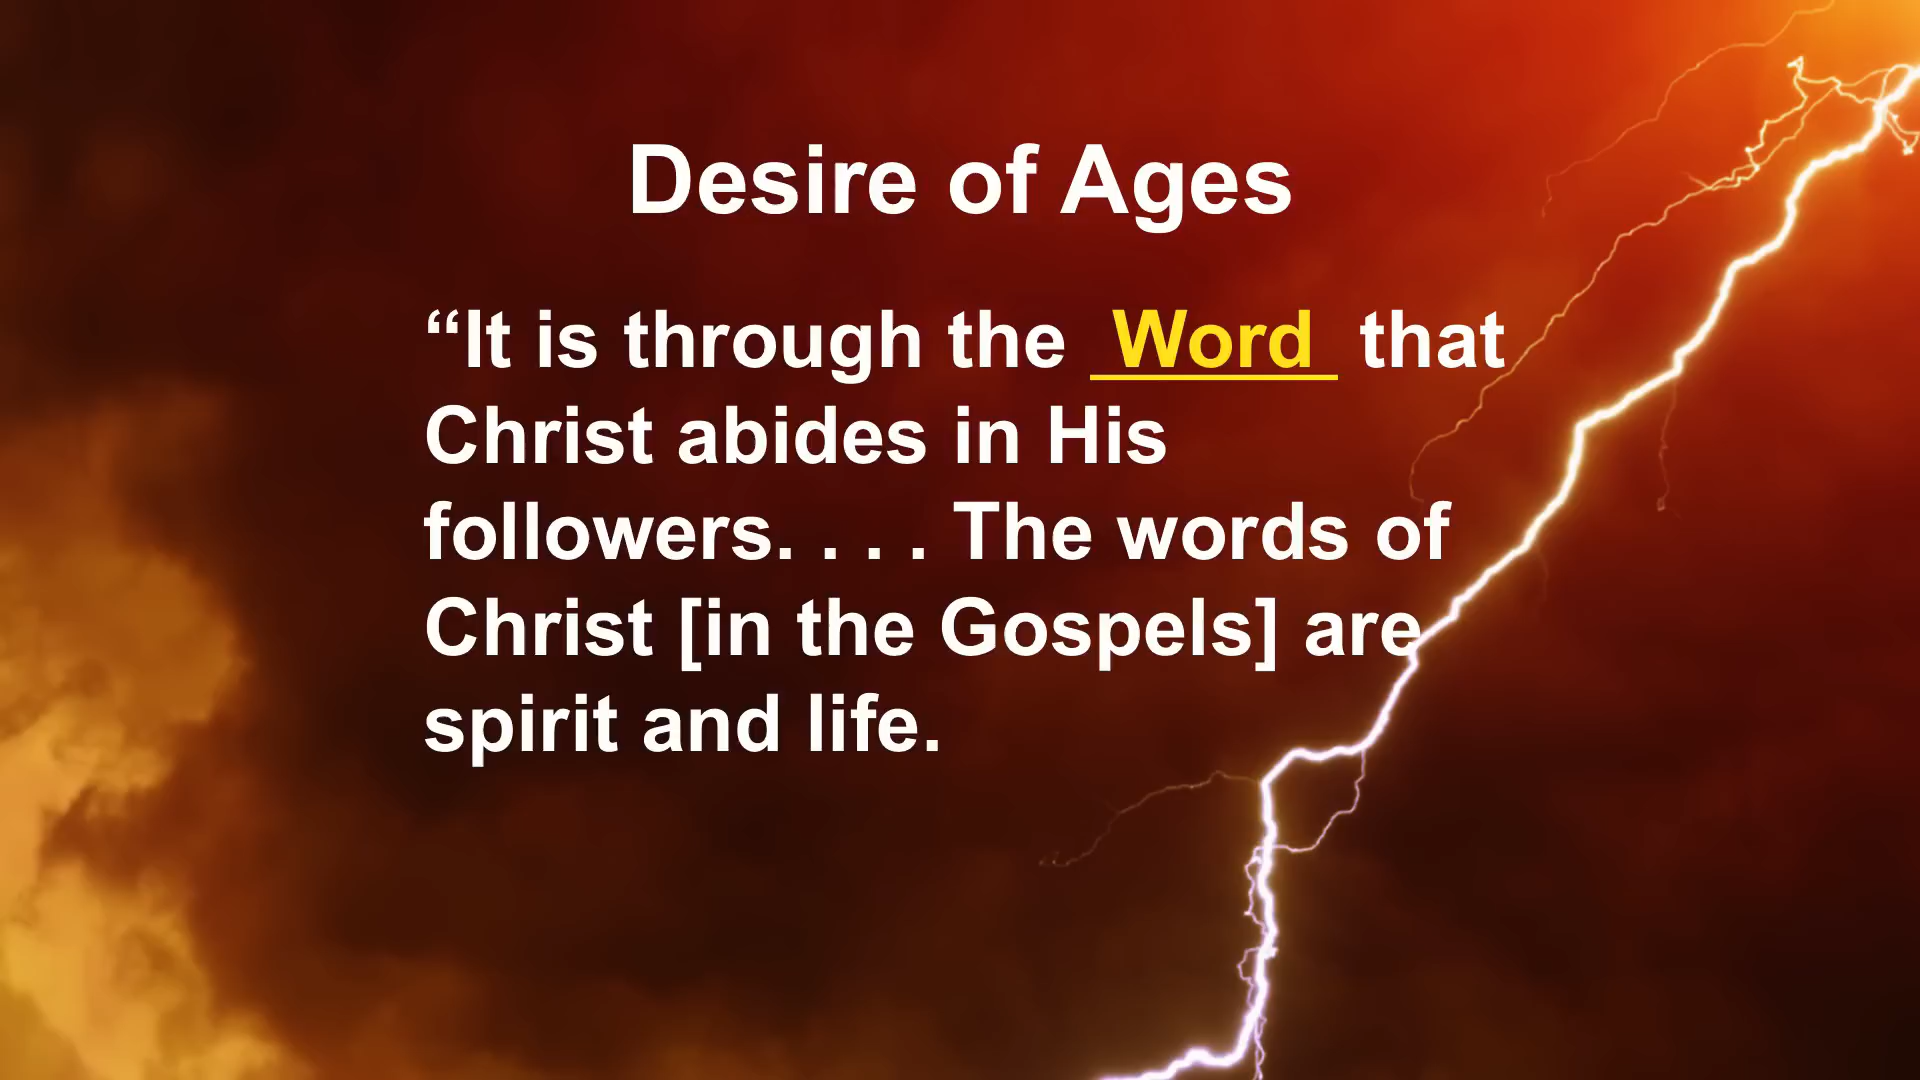 Desire of Ages
“It is through the Word that
Christ abides in His
followers. . . . The words of
Christ [in the Gospels] are
spirit and life.